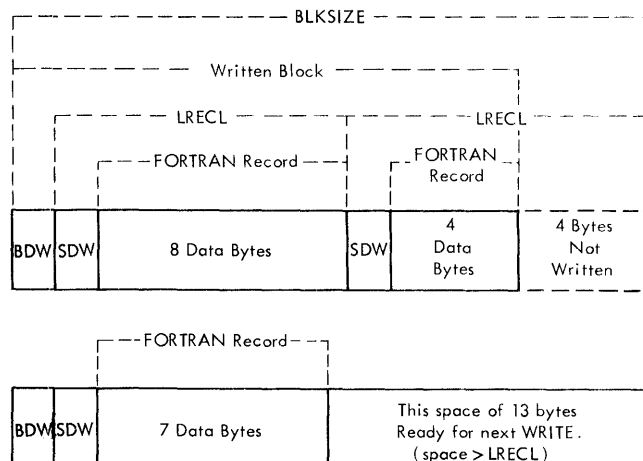 BLKSIZE
Written Block
LRECL LRECL
FORTRAN Record FORTRAN
Record
BDW SDW 8 Data Bytes SDW 4
Data
Bytes 4 Bytes
Not
Written
FORTRAN Record
BDW SDW 7 Data Bytes This space of 13 bytes
Ready for next WRITE.
( space > LRECL )